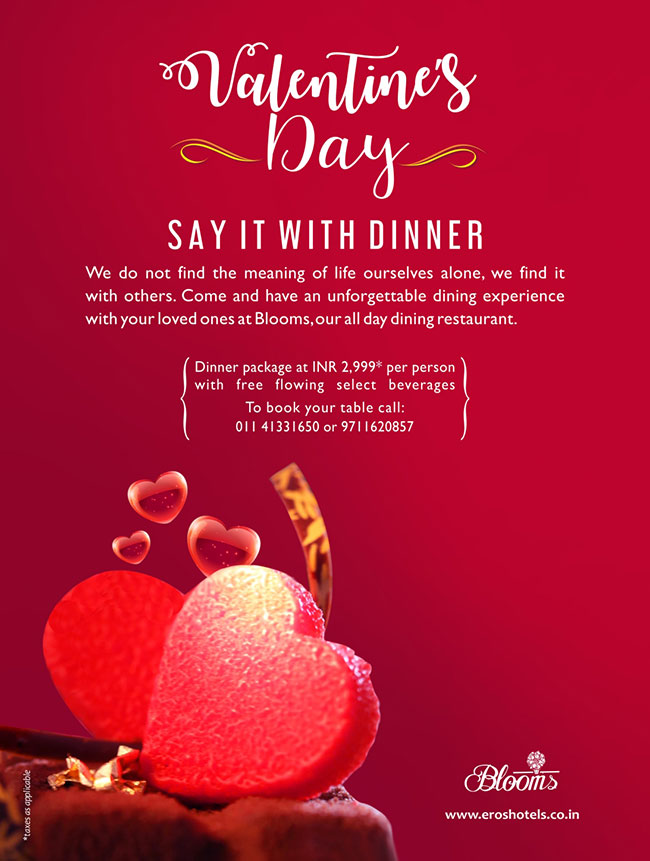 Valentine's
Day
SAY IT WITH DINNER
We do not find the meaning of life ourselves alone, we find it
with others. Come and have an unforgettable dining experience
with your loved ones at Blooms, our all day dining restaurant.
Dinner package at INR 2,999* per person
with free flowing select beverages
To book your table call:
011 41331650 or 9711620857
Blooms
www.eroshotels.co.in
*taxes as applicable